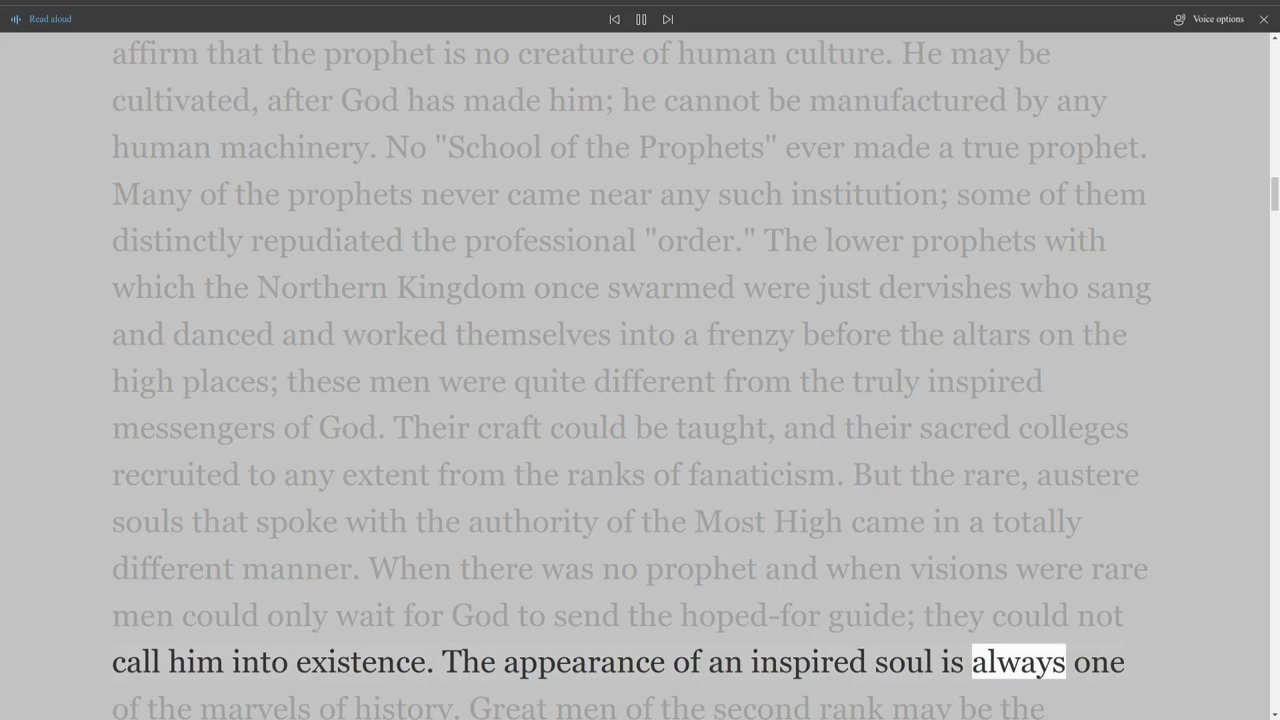 Read aloud
Voice options
affirm that the prophet is no creature of human culture. He may be
cultivated, after God has made him; he cannot be manufactured by any
human machinery. No "School of the Prophets" ever made a true prophet.
Many of the prophets never came near any such institution; some of them
distinctly repudiated the professional "order." The lower prophets with
which the Northern Kingdom once swarmed were just dervishes who sang
and danced and worked themselves into a frenzy before the altars on the
high places; these men were quite different from the truly inspired
messengers of God. Their craft could be taught, and their sacred colleges
recruited to any extent from the ranks of fanaticism. But the rare, austere
souls that spoke with the authority of the Most High came in a totally
different manner. When there was no prophet and when visions were rare
men could only wait for God to send the hoped-for guide; they could not
call him into existence. The appearance of an inspired soul is always one
of the marvels of history. Great men of the second rank may be the